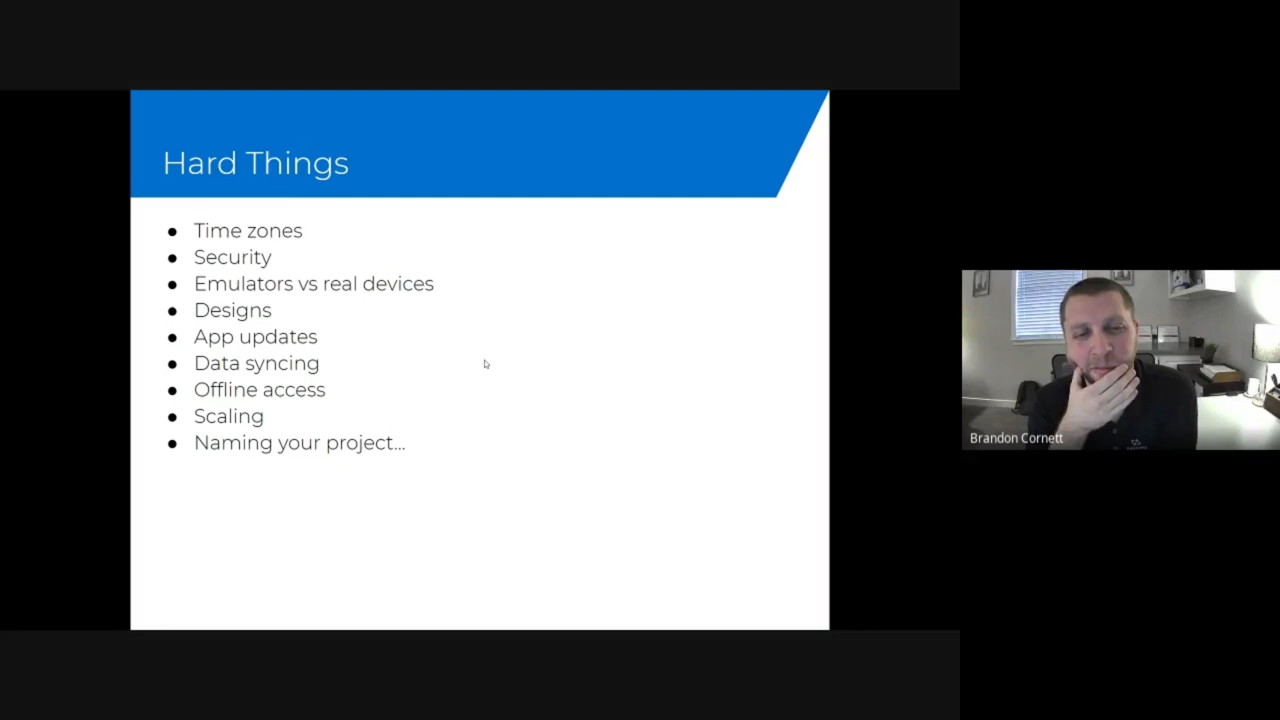 Hard Things
● Time zones
● Security
● Emulators vs real devices
● Designs
● App updates
● Data syncing
● Offline access
● Scaling
● Naming your project...
Brandon Cornett